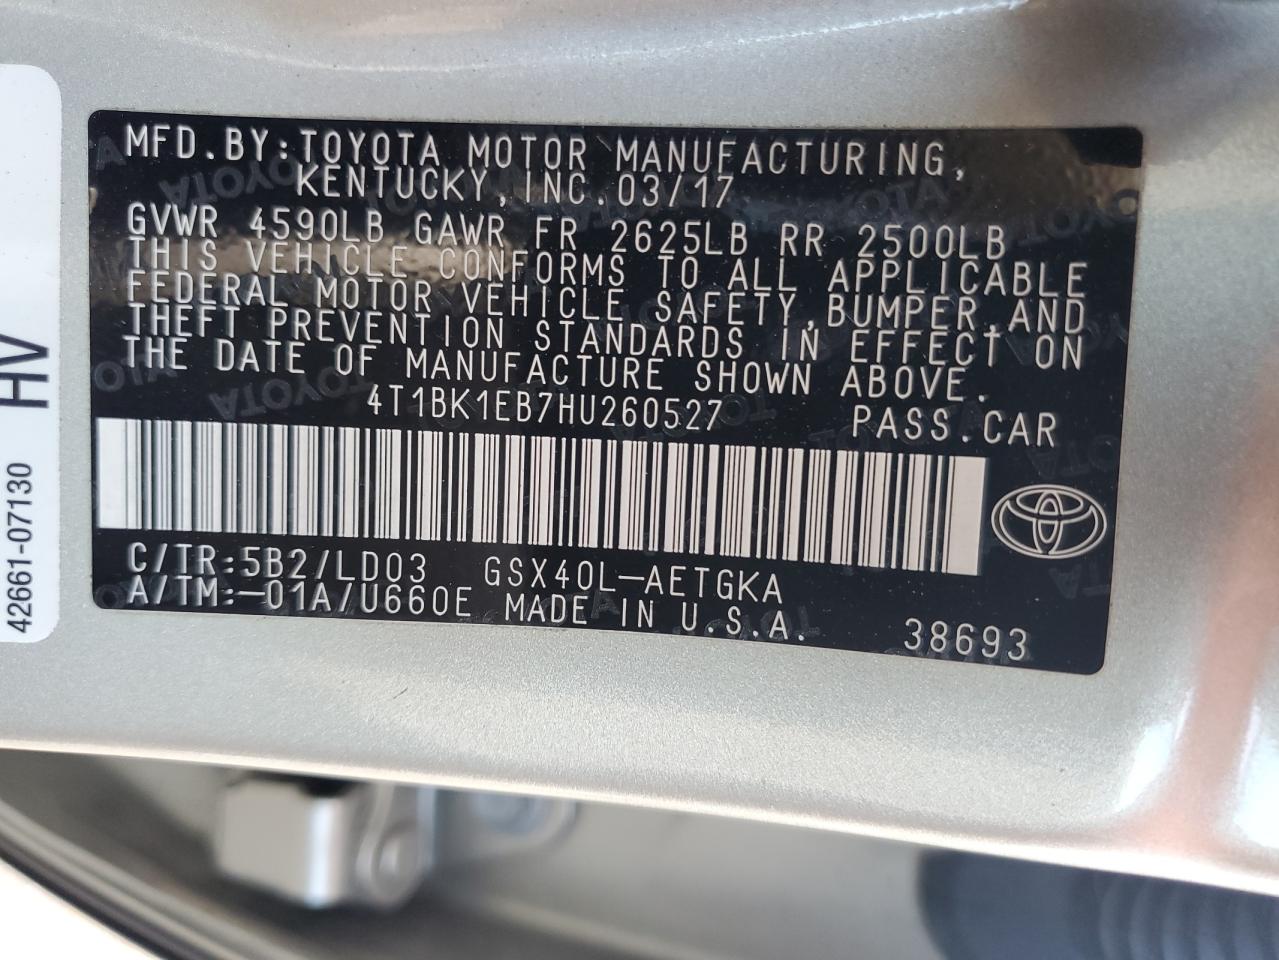 MFD.BY:TOYOTA MOTOR MANUFACTURING,
KENTUCKY,INC.03/17
GVWR 4590LB GAWR FR 2625LB RR 2500LB
THIS VEHICLE CONFORMS TO ALL APPLICABLE
FEDERAL MOTOR VEHICLE SAFETY,BUMPER,AND
THEFT PREVENTION STANDARDS IN EFFECT ON
THE DATE OF MANUFACTURE SHOWN ABOVE.
4T1BK1EB7HU260527 PASS.CAR
C/TR:5B2/LD03 GSX40L-AETGKA
A/TM:-01A/U660E MADE IN U.S.A. 38693
42661-07130 HV